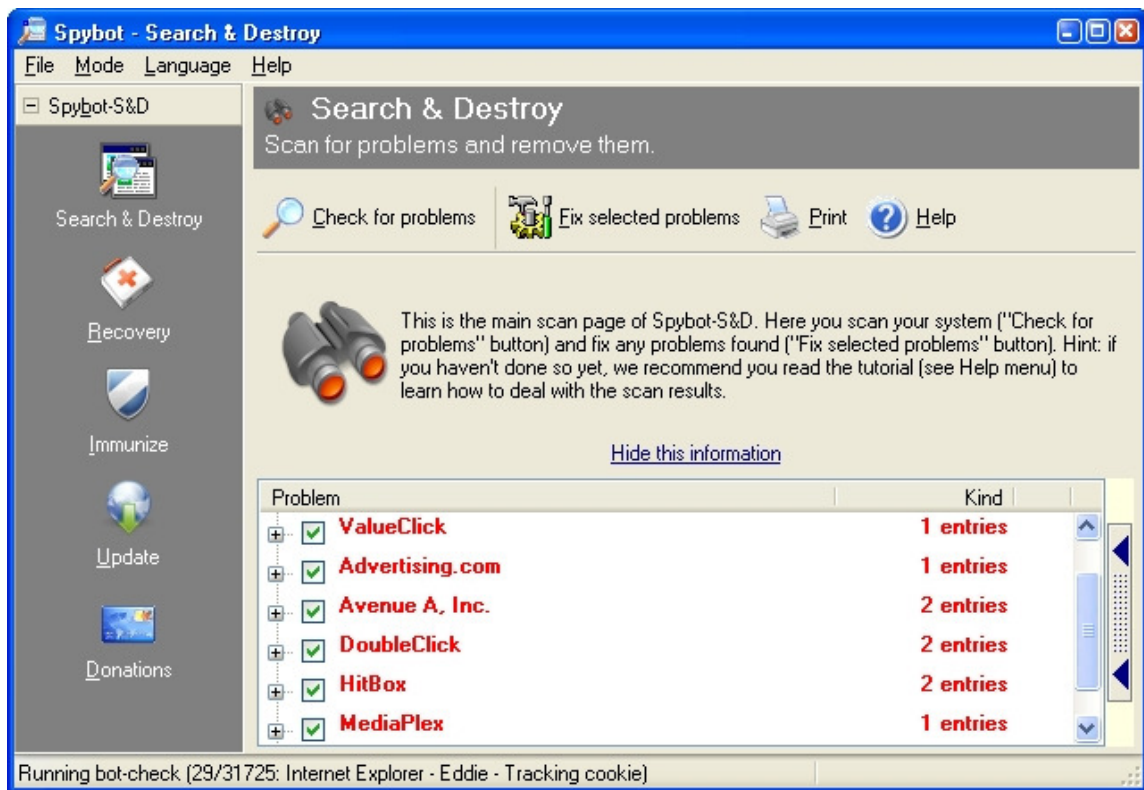 Spybot - Search & Destroy
File Mode Language Help
Spybot-S&D
Search & Destroy
Scan for problems and remove them.
Search & Destroy
Recovery
Immunize
Update
Donations
Check for problems Fix selected problems Print Help
This is the main scan page of Spybot-S&D. Here you scan your system ("Check for
problems" button) and fix any problems found ("Fix selected problems" button). Hint: if
you haven't done so yet, we recommend you read the tutorial (see Help menu) to
learn how to deal with the scan results.
Hide this information
Problem Kind
ValueClick 1 entries
Advertising.com 1 entries
Avenue A, Inc. 2 entries
DoubleClick 2 entries
HitBox 2 entries
MediaPlex 1 entries
Running bot-check (29/31725: Internet Explorer - Eddie - Tracking cookie)